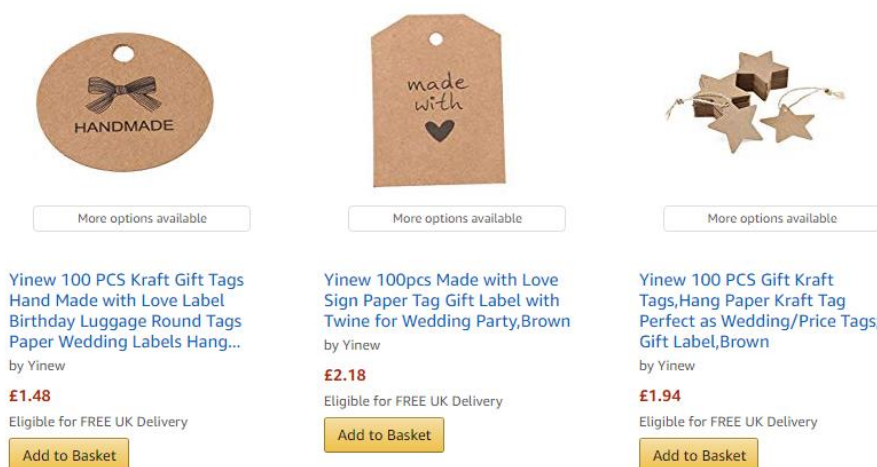 HANDMADE
made
with
More options available
More options available
More options available
Yinew 100 PCS Kraft Gift Tags
Hand Made with Love Label
Birthday Luggage Round Tags
Paper Wedding Labels Hang...
by Yinew
£1.48
Eligible for FREE UK Delivery
Add to Basket
Yinew 100pcs Made with Love
Sign Paper Tag Gift Label with
Twine for Wedding Party,Brown
by Yinew
£2.18
Eligible for FREE UK Delivery
Add to Basket
Yinew 100 PCS Gift Kraft
Tags,Hang Paper Kraft Tag
Perfect as Wedding/Price Tags,
Gift Label,Brown
by Yinew
£1.94
Eligible for FREE UK Delivery
Add to Basket